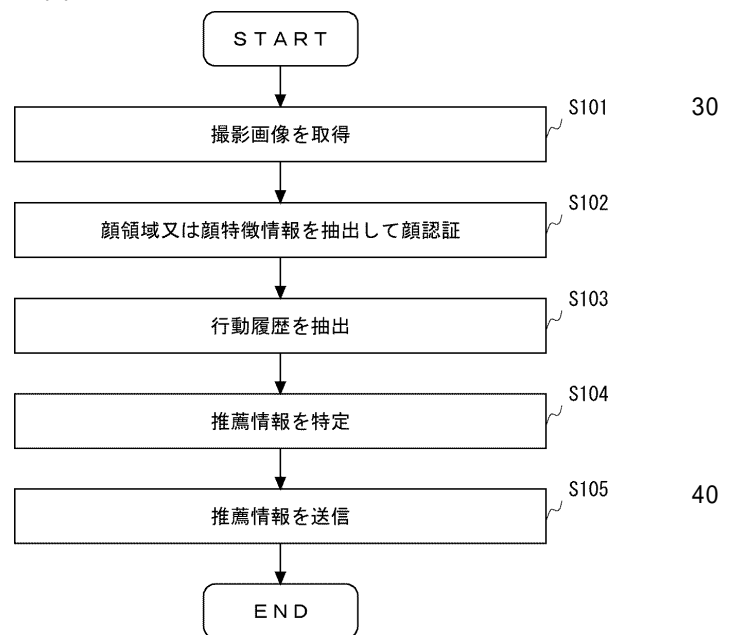 ＳＴＡＲＴ
S101
30
撮影画像を取得
S102
顔領域又は顔特徴情報を抽出して顔認証
S103
行動履歴を抽出
S104
推薦情報を特定
S105
40
推薦情報を送信
ＥＮＤ